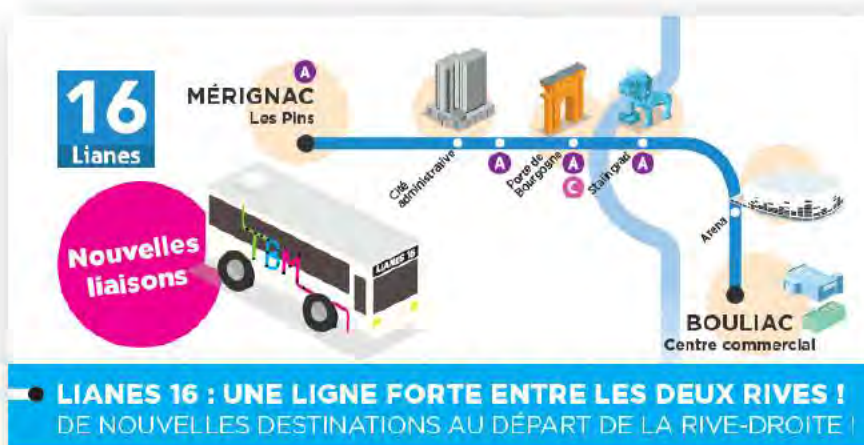 16
Lianes
A
MÉRIGNAC
Les Pins
Cité
administrative
A
Porte de
Bourgogne
A
C
Stalingrad
A
Arena
Nouvelles
liaisons
TBM
LIANES 16
BOULIAC
Centre commercial
LIANES 16 : UNE LIGNE FORTE ENTRE LES DEUX RIVES !
DE NOUVELLES DESTINATIONS AU DÉPART DE LA RIVE-DROITE !